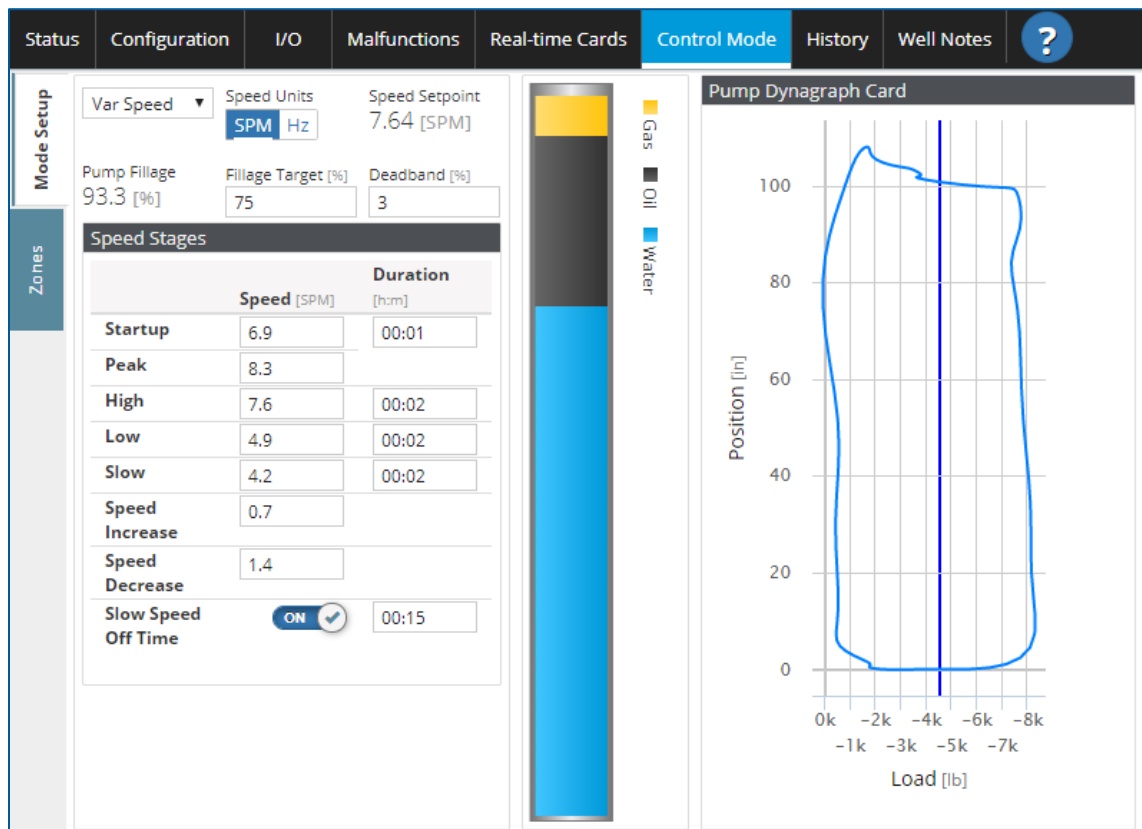 Status Configuration I/O Malfunctions Real-time Cards Control Mode History Well Notes ?
Mode Setup
Zones
Var Speed ▼
Speed Units
SPM Hz
Speed Setpoint
7.64 [SPM]
Pump Fillage
93.3 [%]
Fillage Target [%]
75
Deadband [%]
3
Speed Stages
Speed [SPM] Duration [h:m]
Startup 6.9 00:01
Peak 8.3
High 7.6 00:02
Low 4.9 00:02
Slow 4.2 00:02
Speed Increase 0.7
Speed Decrease 1.4
Slow Speed Off Time ON 00:15
Gas
Oil
Water
Pump Dynagraph Card
Position [in]
100
80
60
40
20
0
0k -2k -4k -6k -8k
-1k -3k -5k -7k
Load [lb]